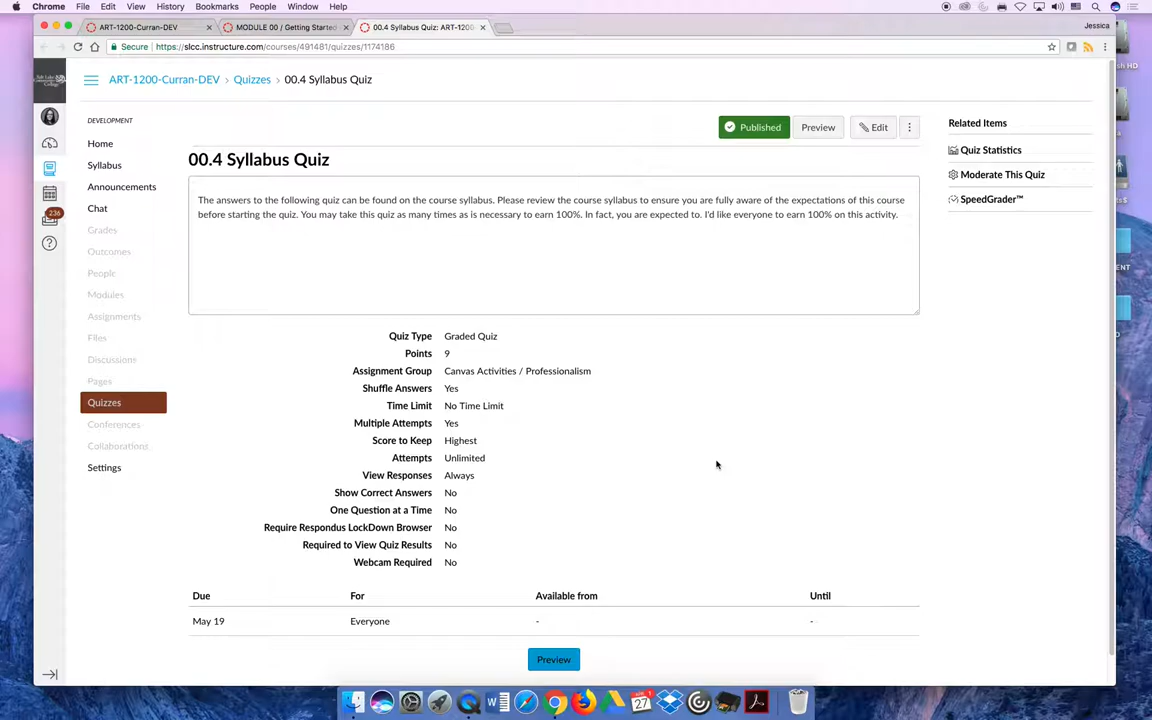 Chrome File Edit View History Bookmarks People Window Help
ART-1200-Curran-DEV
MODULE 00 / Getting Started
00.4 Syllabus Quiz: ART-1200
Jessica
Secure https://slcc.instructure.com/courses/491481/quizzes/1174186
ART-1200-Curran-DEV > Quizzes > 00.4 Syllabus Quiz
DEVELOPMENT
Home
Syllabus
Announcements
Chat
Grades
Outcomes
People
Modules
Assignments
Files
Discussions
Pages
Quizzes
Conferences
Collaborations
Settings
236
Published Preview Edit
00.4 Syllabus Quiz
The answers to the following quiz can be found on the course syllabus. Please review the course syllabus to ensure you are fully aware of the expectations of this course
before starting the quiz. You may take this quiz as many times as is necessary to earn 100%. In fact, you are expected to. I'd like everyone to earn 100% on this activity.
Quiz Type Graded Quiz
Points 9
Assignment Group Canvas Activities / Professionalism
Shuffle Answers Yes
Time Limit No Time Limit
Multiple Attempts Yes
Score to Keep Highest
Attempts Unlimited
View Responses Always
Show Correct Answers No
One Question at a Time No
Require Respondus LockDown Browser No
Required to View Quiz Results No
Webcam Required No
Due For Available from Until
May 19 Everyone - -
Preview
Related Items
Quiz Statistics
Moderate This Quiz
SpeedGrader™
27